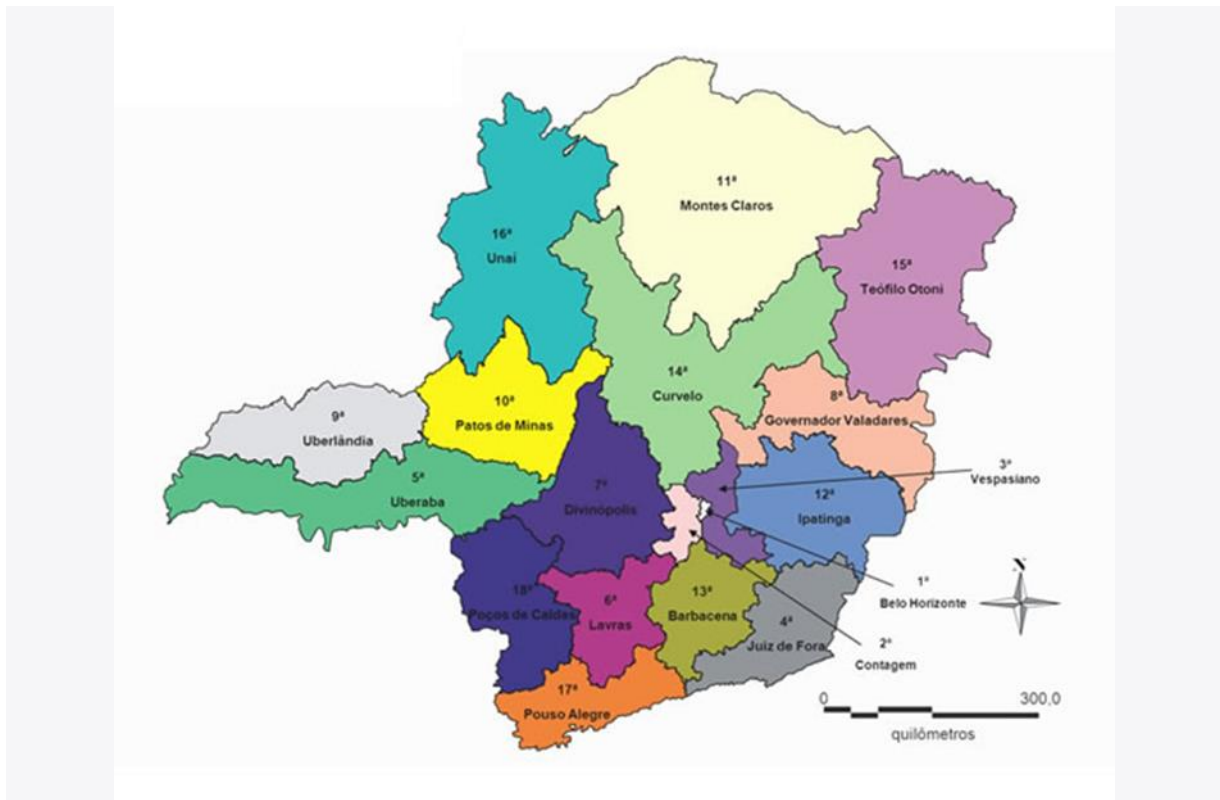 11ª
Montes Claros
16ª
Unaí
15ª
Teófilo Otoni
14ª
Curvelo
10ª
Patos de Minas
8ª
Governador Valadares
9ª
Uberlândia
5ª
Uberaba
7ª
Divinópolis
3ª
Vespasiano
12ª
Ipatinga
1ª
Belo Horizonte
18ª
Poços de Caldas
6ª
Lavras
13ª
Barbacena
4ª
Juiz de Fora
2ª
Contagem
17ª
Pouso Alegre
N
0 300,0
quilômetros